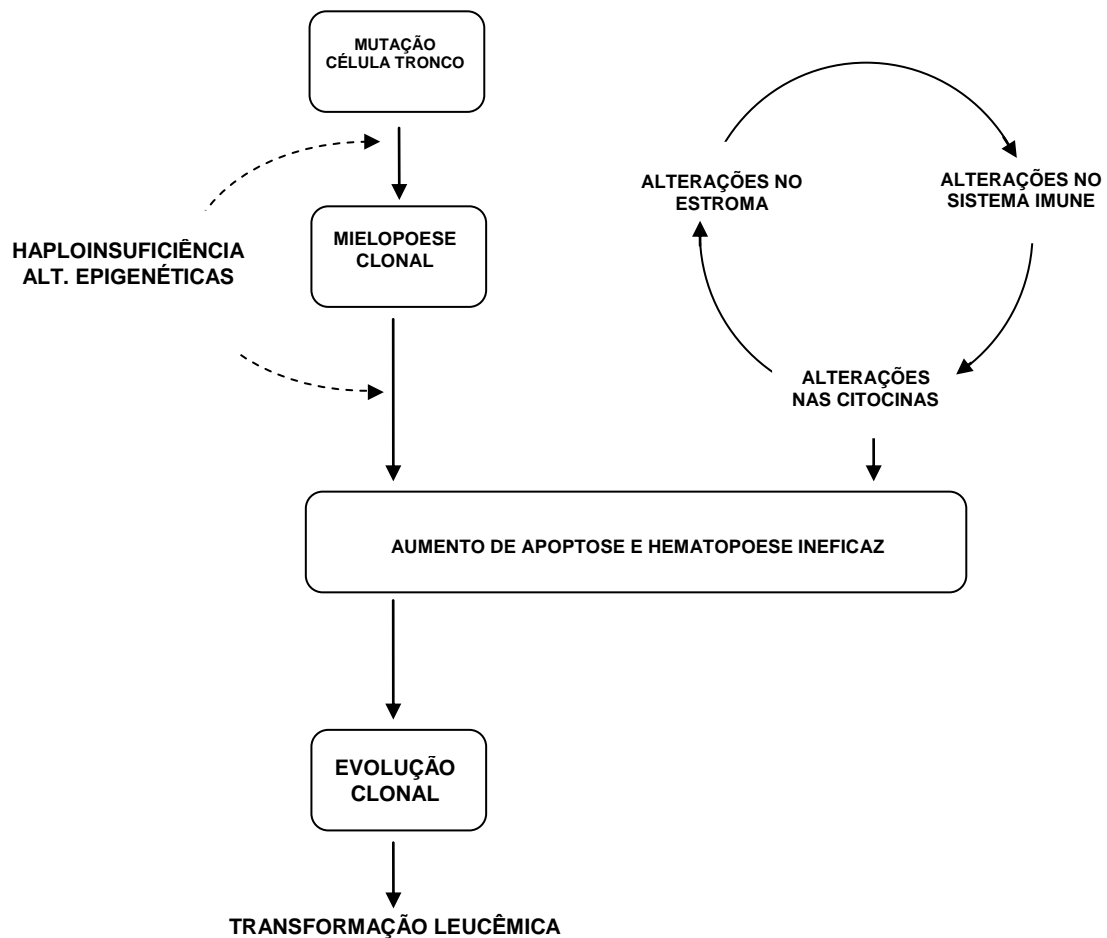 MUTAÇÃO
CÉLULA TRONCO
ALTERAÇÕES NO
ESTROMA
ALTERAÇÕES NO
SISTEMA IMUNE
HAPLOINSUFICIÊNCIA
ALT. EPIGENÉTICAS
MIELOPOESE
CLONAL
ALTERAÇÕES
NAS CITOCINAS
AUMENTO DE APOPTOSE E HEMATOPOESE INEFICAZ
EVOLUÇÃO
CLONAL
TRANSFORMAÇÃO LEUCÊMICA